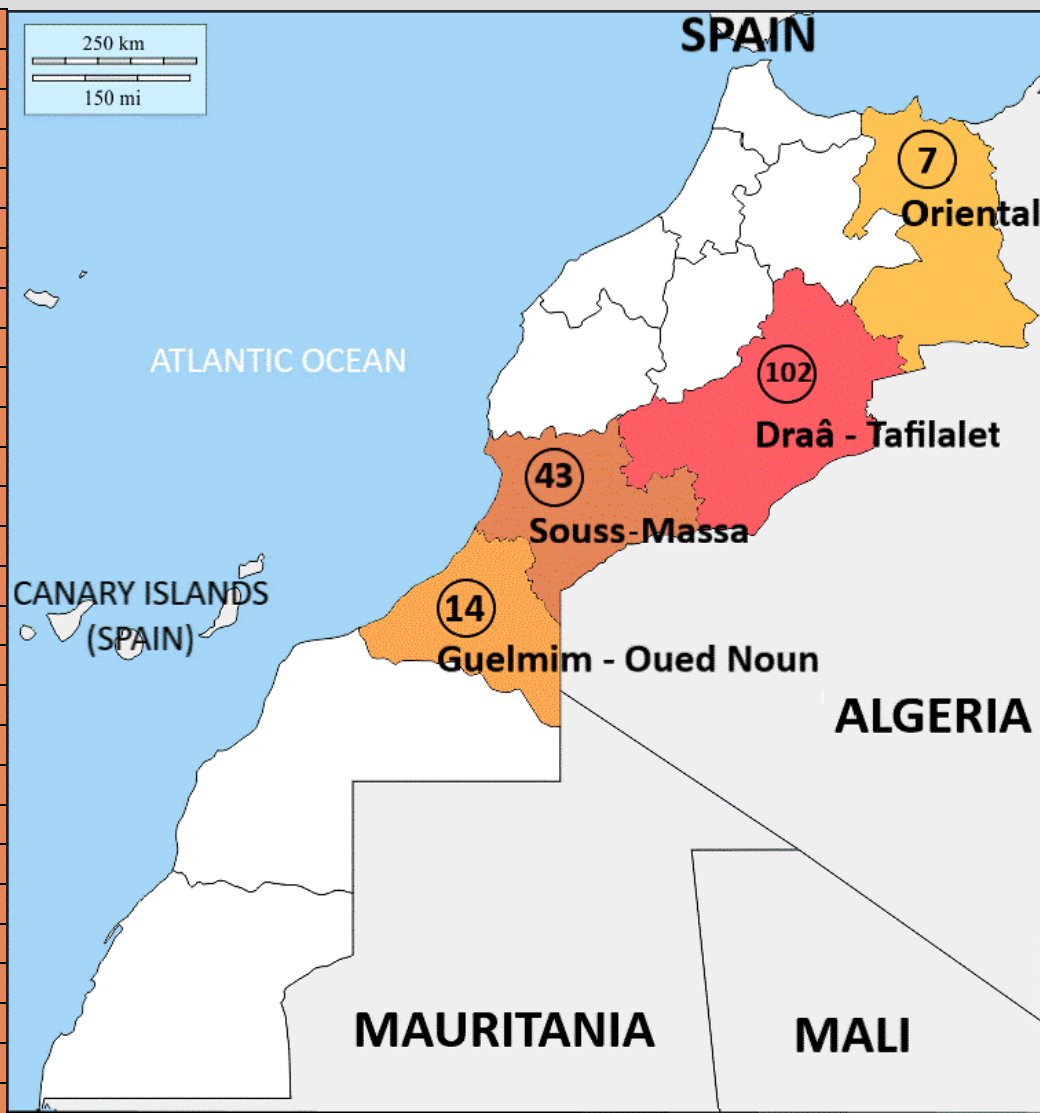 250 km
150 mi
SPAIN
7
Oriental
ATLANTIC OCEAN
102
Draâ - Tafilalet
43
Souss-Massa
CANARY ISLANDS
(SPAIN)
14
Guelmim - Oued Noun
ALGERIA
MAURITANIA
MALI